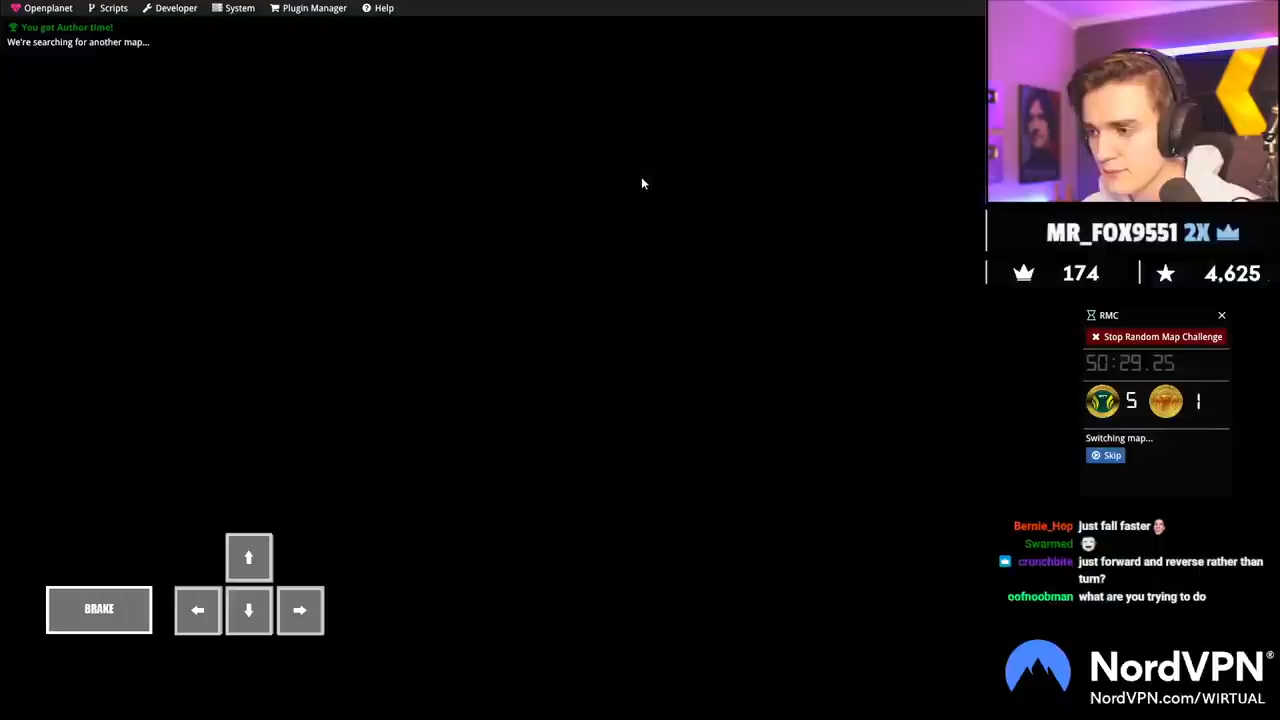 Openplanet Scripts Developer System Plugin Manager Help
You got Author time!
We're searching for another map...
MR_FOX9551 2X
174 4,625
RMC
Stop Random Map Challenge
50:29.25
5 1
Switching map...
Skip
Bernie_Hop just fall faster
Swarmed
crunchbite just forward and reverse rather than
turn?
oofnoobman what are you trying to do
BRAKE
NordVPN®
NordVPN.com/WIRTUAL